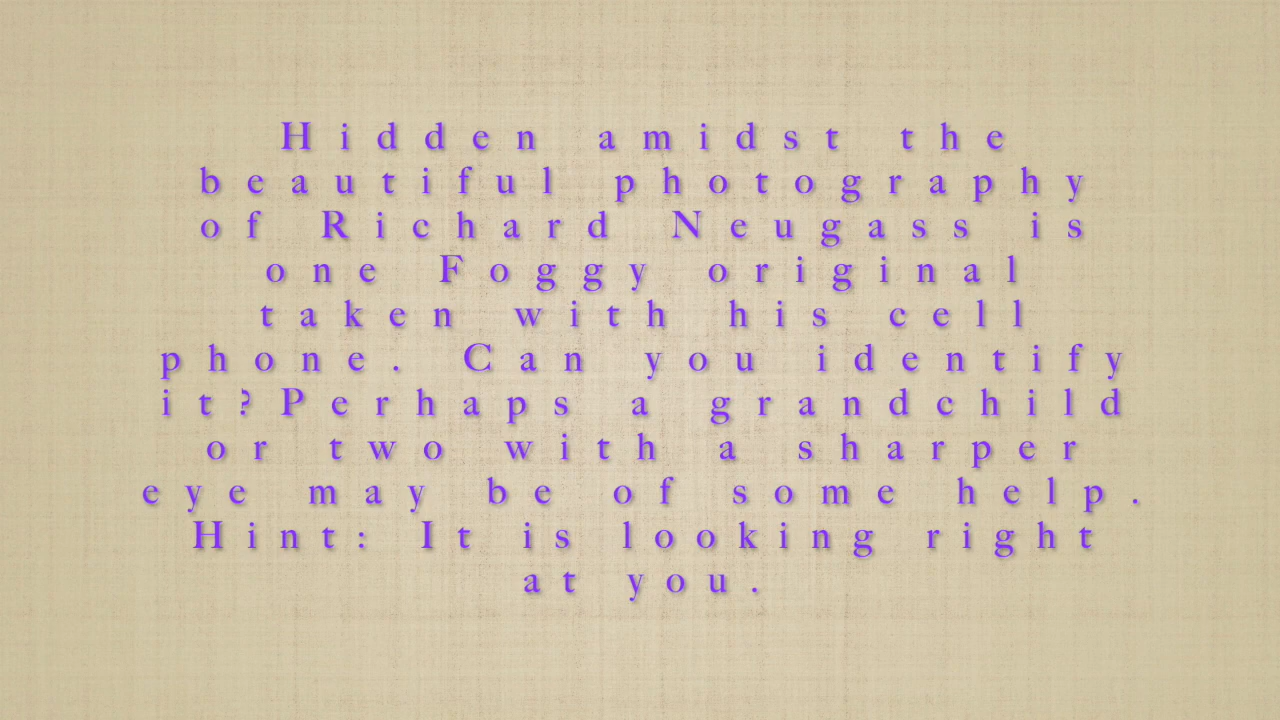 Hidden amidst the
beautiful photography
of Richard Neugass is
one Foggy original
taken with his cell
phone. Can you identify
it?Perhaps a grandchild
or two with a sharper
eye may be of some help.
Hint: It is looking right
at you.